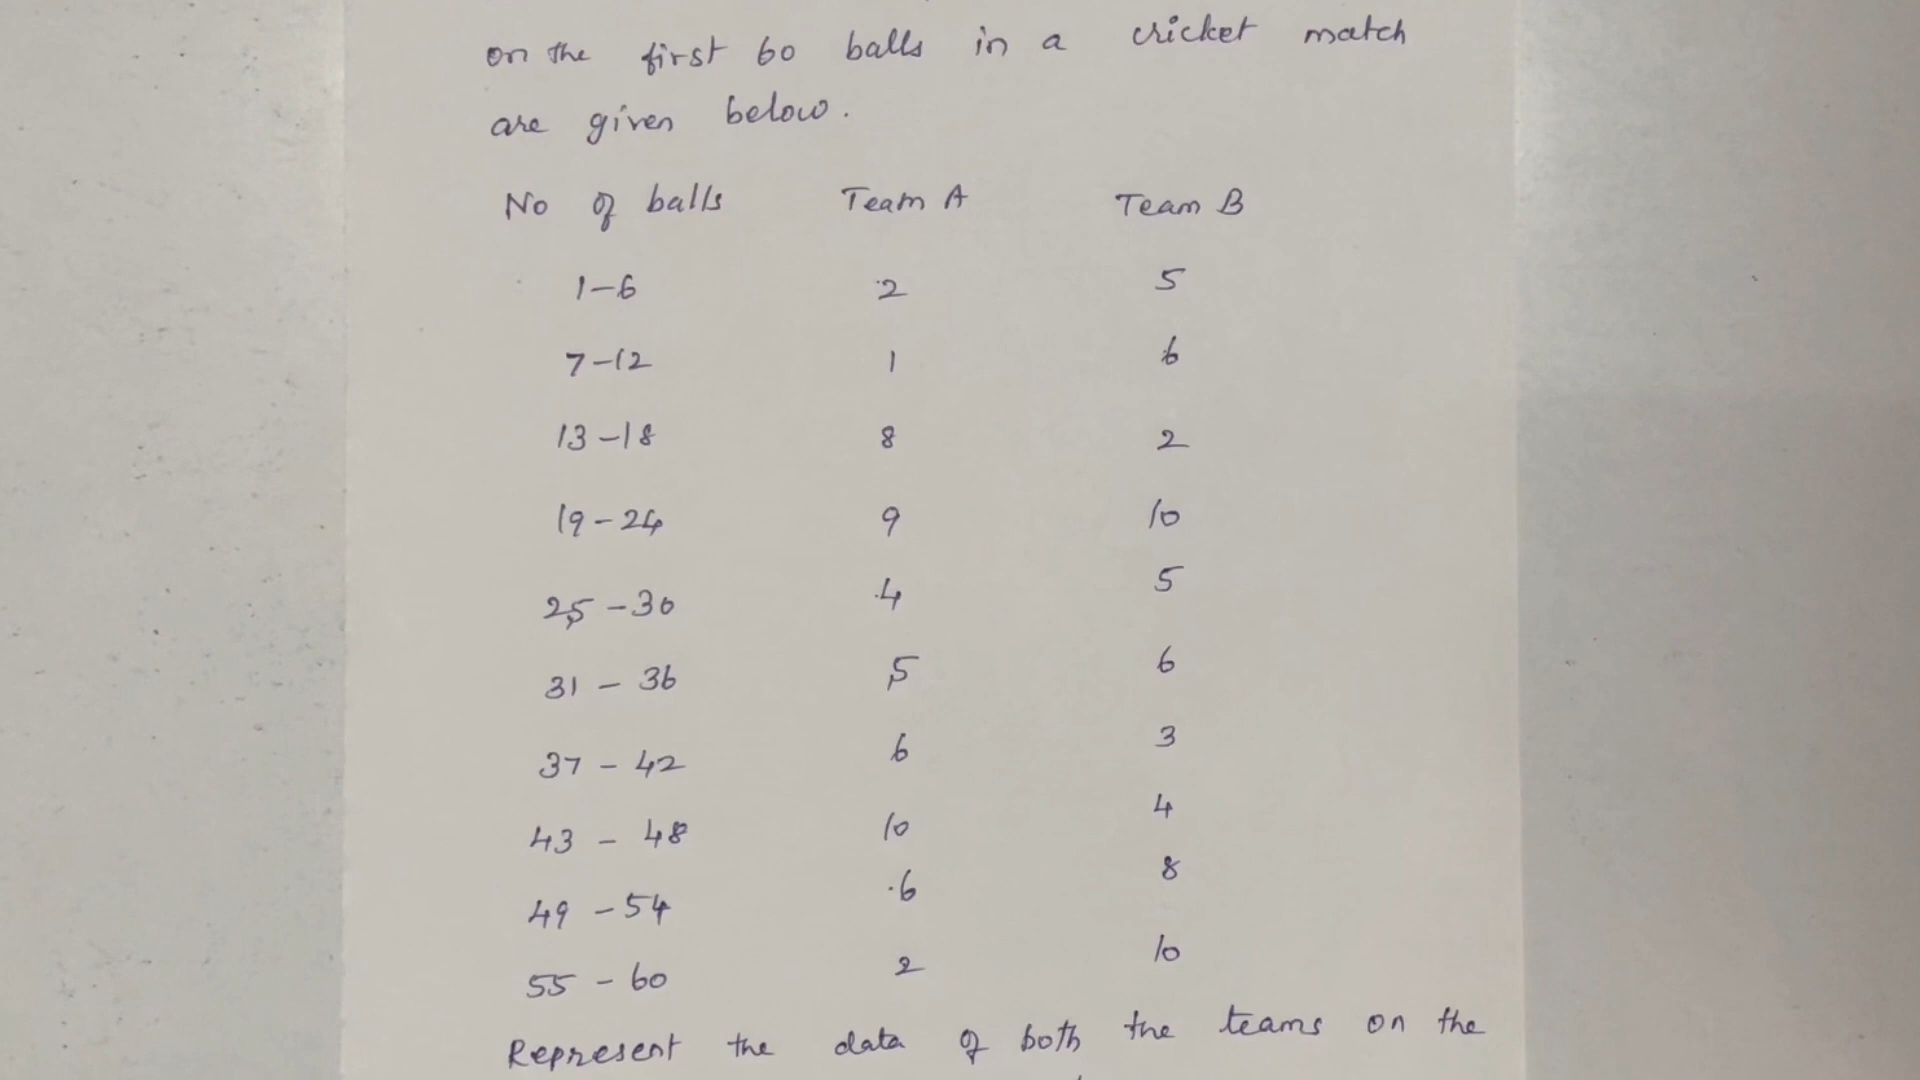 on the first 60 balls in a cricket match
are given below.
No of balls Team A Team B
1-6 2 5
7-12 1 6
13-18 8 2
19-24 9 10
25-30 4 5
31-36 5 6
37-42 6 3
43-48 10 4
49-54 6 8
55-60 2 10
Represent the data of both the teams on the